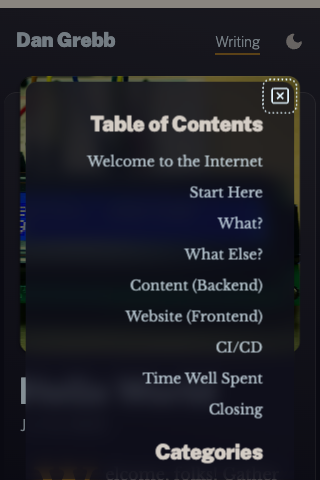 Dan Grebb
Writing
Table of Contents
Welcome to the Internet
Start Here
What?
What Else?
Content (Backend)
Website (Frontend)
CI/CD
Time Well Spent
Closing
Categories